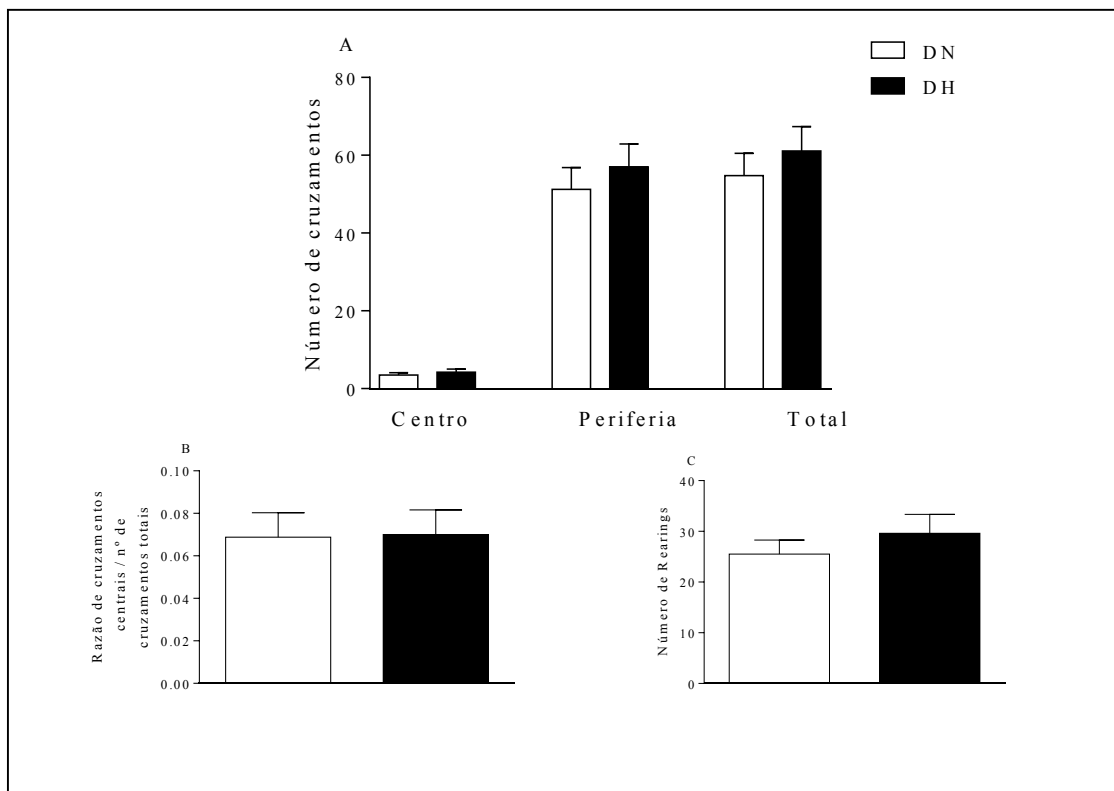 A
DN
DH
Número de cruzamentos
80
60
40
20
0
Centro Periferia Total
B
Razão de cruzamentos
centrais / nº de
cruzamentos totais
0.10
0.08
0.06
0.04
0.02
0.00
C
Número de Rearings
40
30
20
10
0